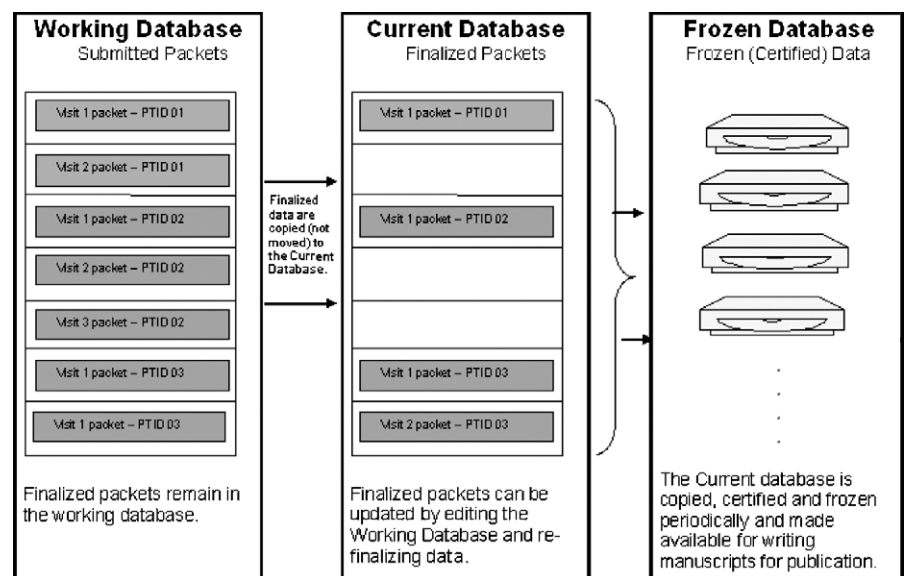 Working Database
Submitted Packets
Visit 1 packet – PTID 01
Visit 2 packet – PTID 01
Visit 1 packet – PTID 02
Visit 2 packet – PTID 02
Visit 3 packet – PTID 02
Visit 1 packet – PTID 03
Visit 1 packet – PTID 03
Finalized packets remain in
the working database.
Finalized
data are
copied (not
moved) to
the Current
Database.
Current Database
Finalized Packets
Visit 1 packet – PTID 01
Visit 1 packet – PTID 02
Visit 1 packet – PTID 03
Visit 2 packet – PTID 03
Finalized packets can be
updated by editing the
Working Database and re-
finalizing data.
Frozen Database
Frozen (Certified) Data
The Current database is
copied, certified and frozen
periodically and made
available for writing
manuscripts for publication.